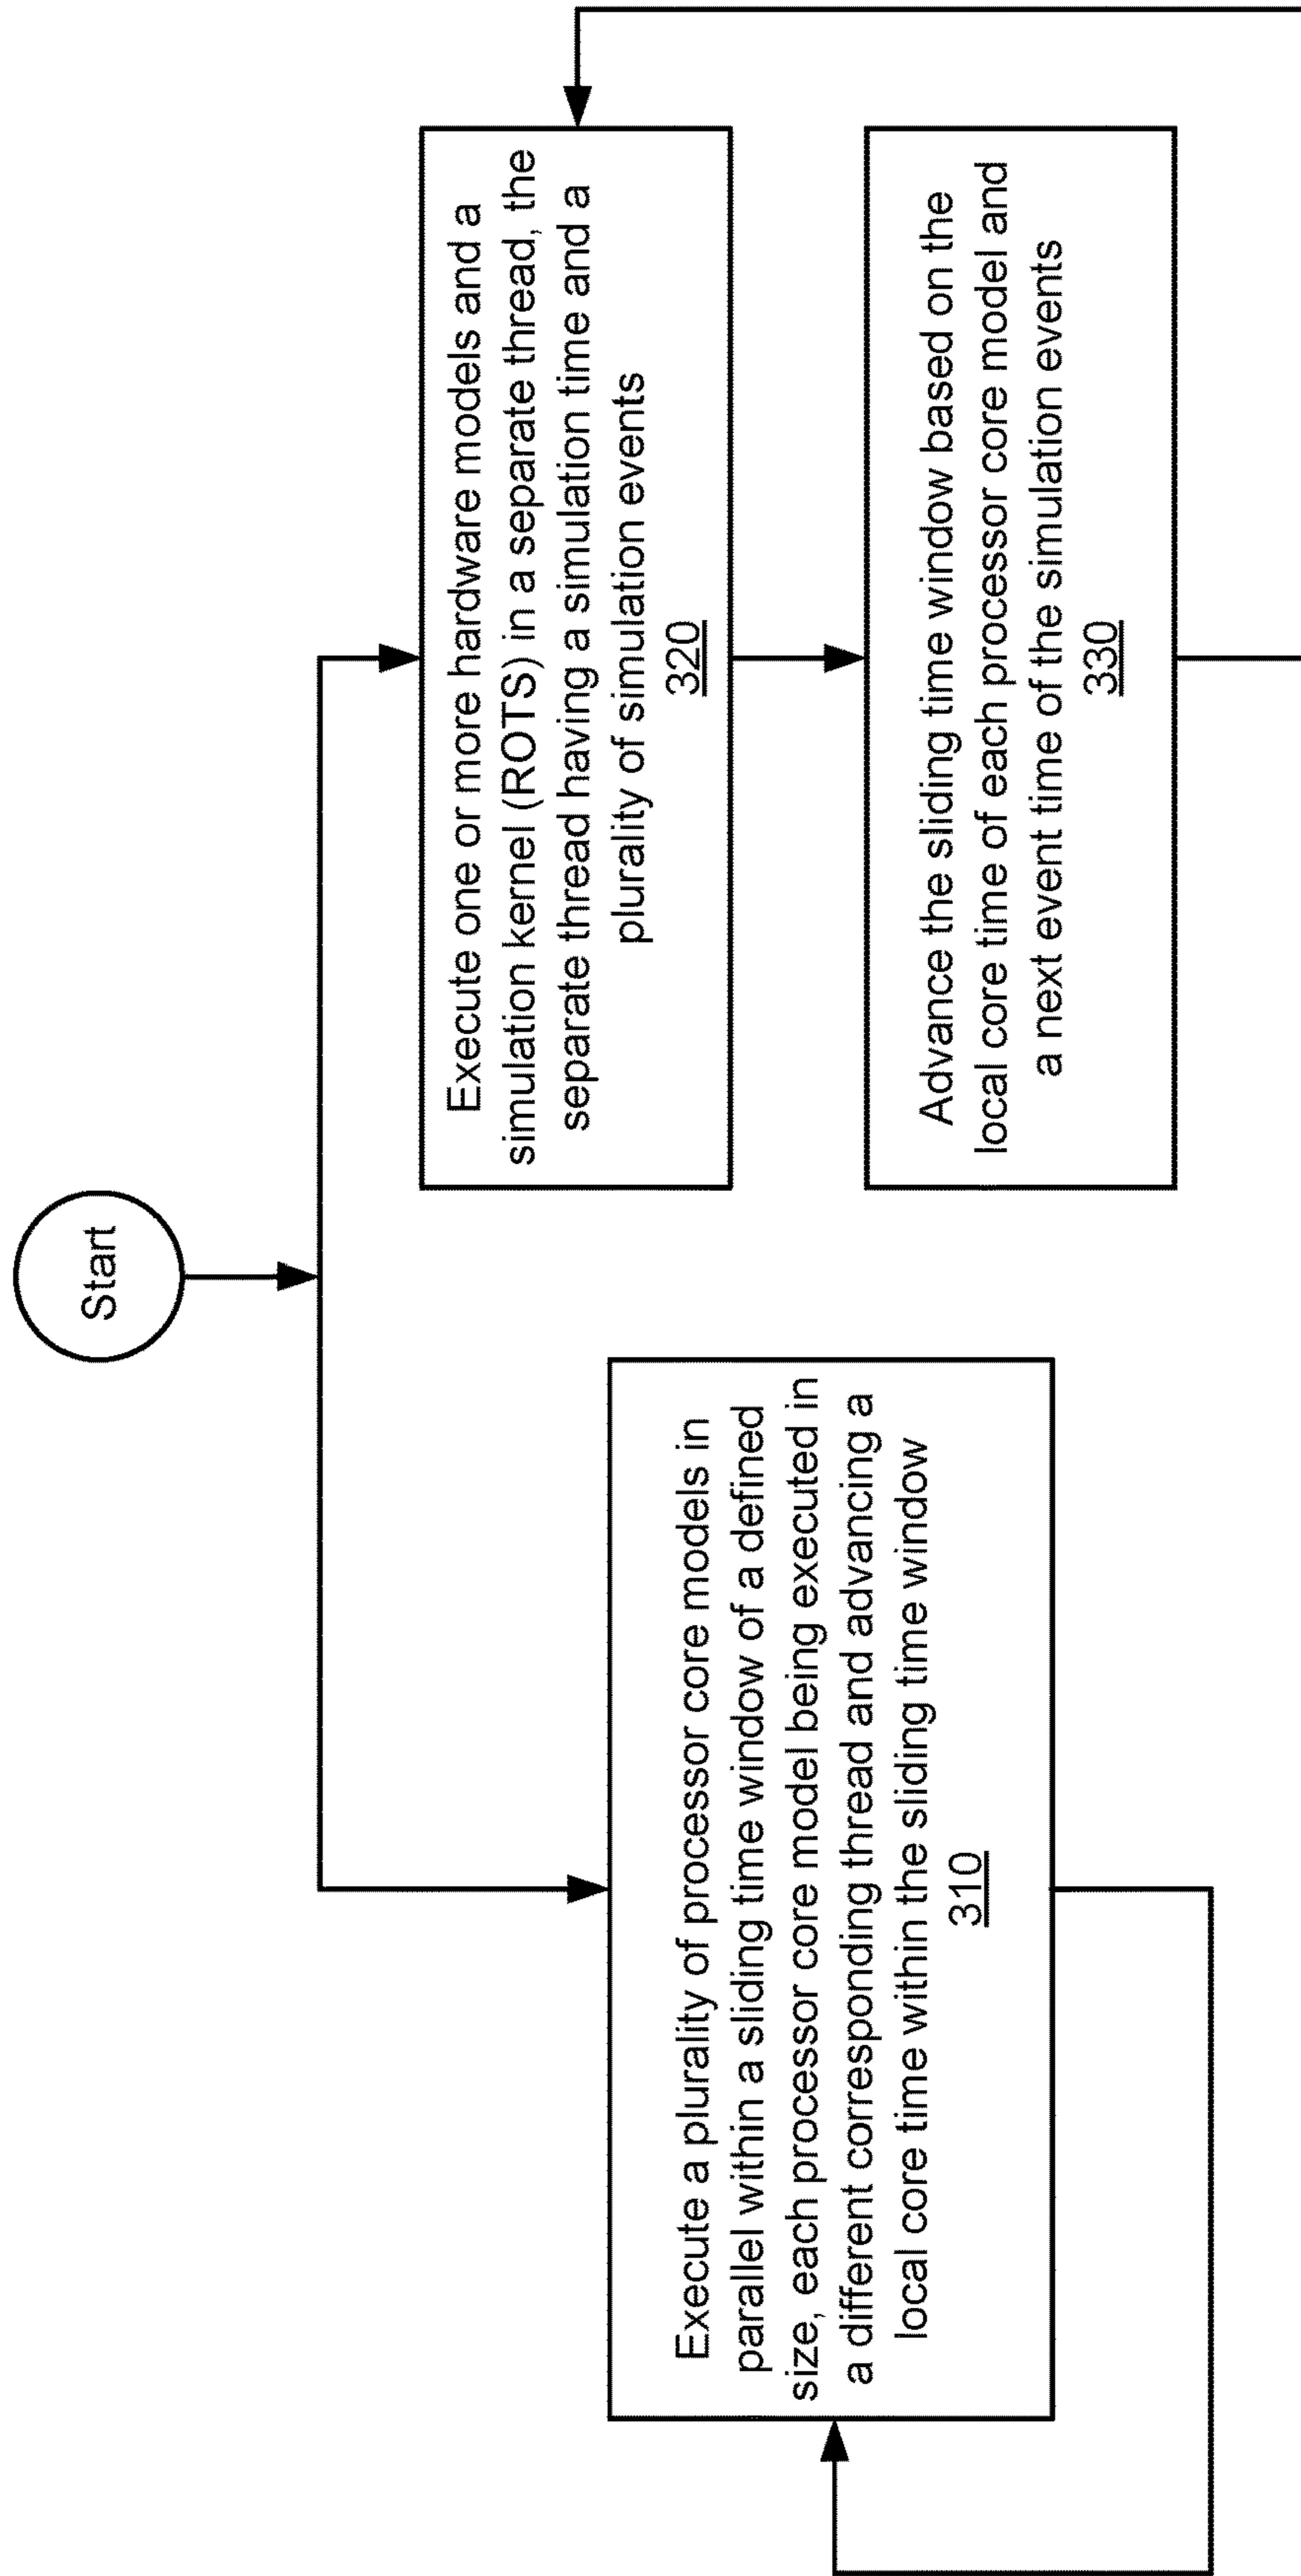 Start
Execute a plurality of processor core models in
parallel within a sliding time window of a defined
size, each processor core model being executed in
a different corresponding thread and advancing a
local core time within the sliding time window
310
Execute one or more hardware models and a
simulation kernel (ROTS) in a separate thread, the
separate thread having a simulation time and a
plurality of simulation events
320
Advance the sliding time window based on the
local core time of each processor core model and
a next event time of the simulation events
330